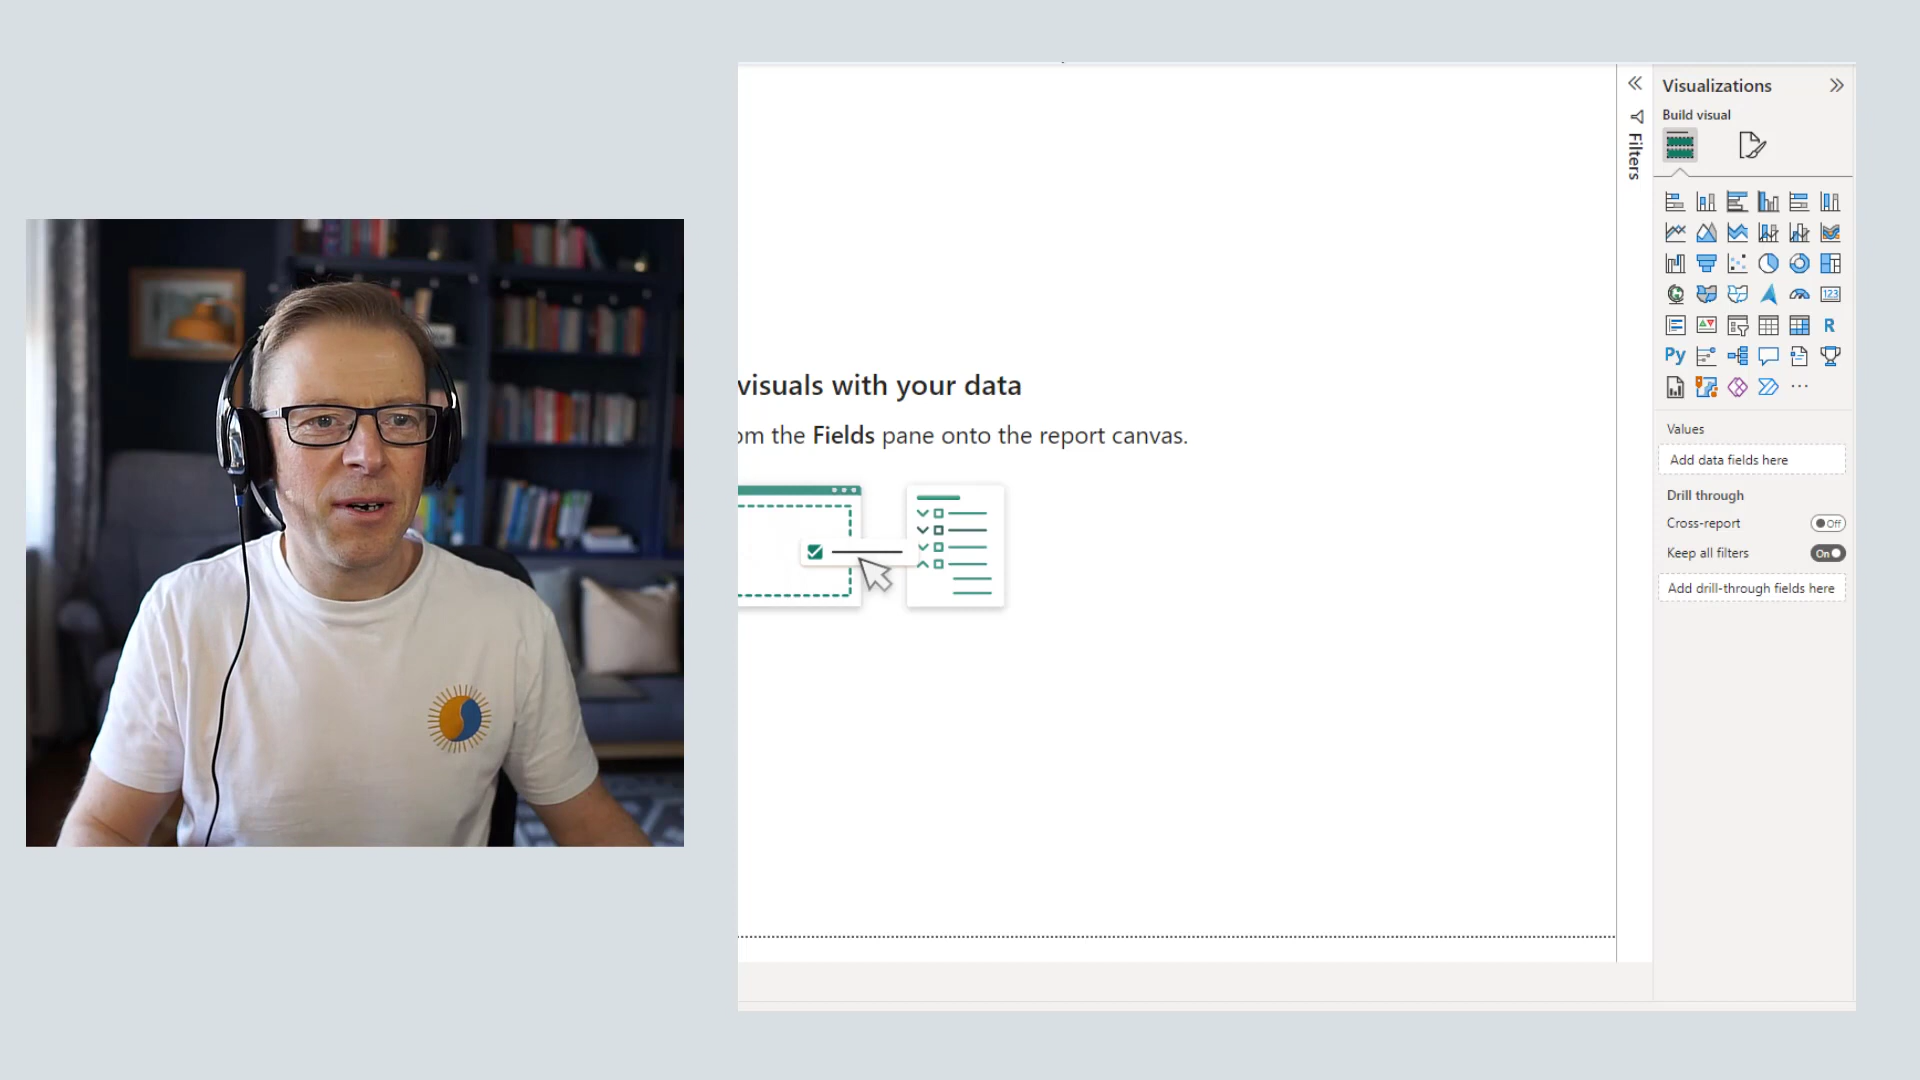 Visualizations
Build visual
Filters
123
R
Py
visuals with your data
om the Fields pane onto the report canvas.
Values
Add data fields here
Drill through
Cross-report
Off
Keep all filters
On
Add drill-through fields here